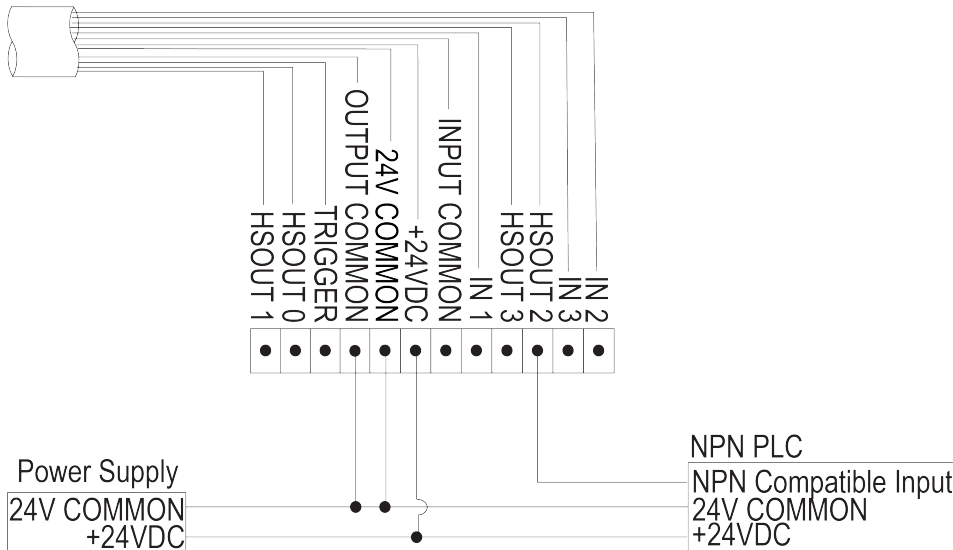 HSOUT 1
HSOUT 0
TRIGGER
OUTPUT COMMON
24V COMMON
+24VDC
INPUT COMMON
IN 1
HSOUT 3
HSOUT 2
IN 3
IN 2
Power Supply
24V COMMON
+24VDC
NPN PLC
NPN Compatible Input
24V COMMON
+24VDC